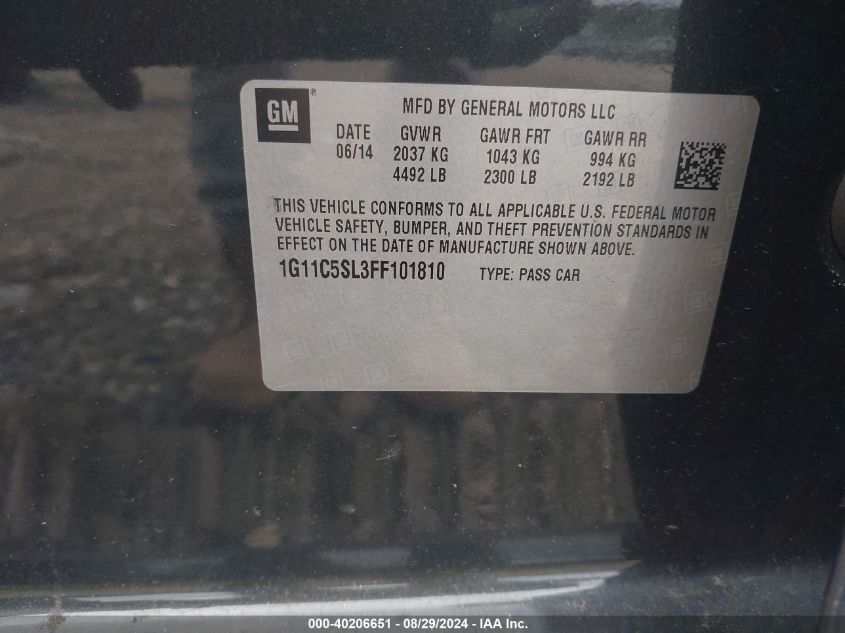 GM®
MFD BY GENERAL MOTORS LLC
DATE GVWR GAWR FRT GAWR RR
06/14 2037 KG 1043 KG 994 KG
4492 LB 2300 LB 2192 LB
THIS VEHICLE CONFORMS TO ALL APPLICABLE U.S. FEDERAL MOTOR
VEHICLE SAFETY, BUMPER, AND THEFT PREVENTION STANDARDS IN
EFFECT ON THE DATE OF MANUFACTURE SHOWN ABOVE.
1G11C5SL3FF101810 TYPE: PASS CAR
000-40206651 - 08/29/2024 - IAA Inc.